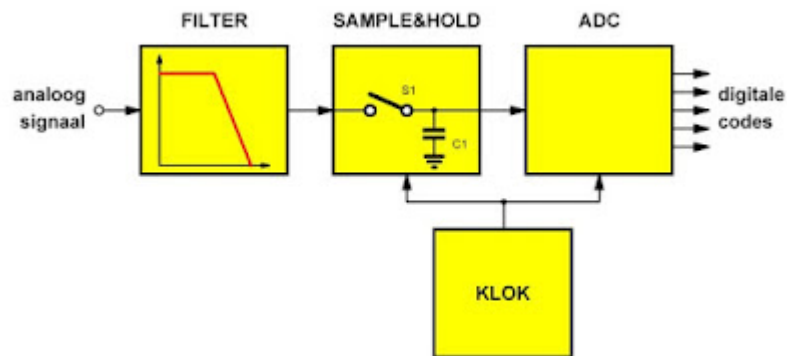 FILTER
SAMPLE&HOLD
ADC
analoog
signaal
S1
C1
digitale
codes
KLOK